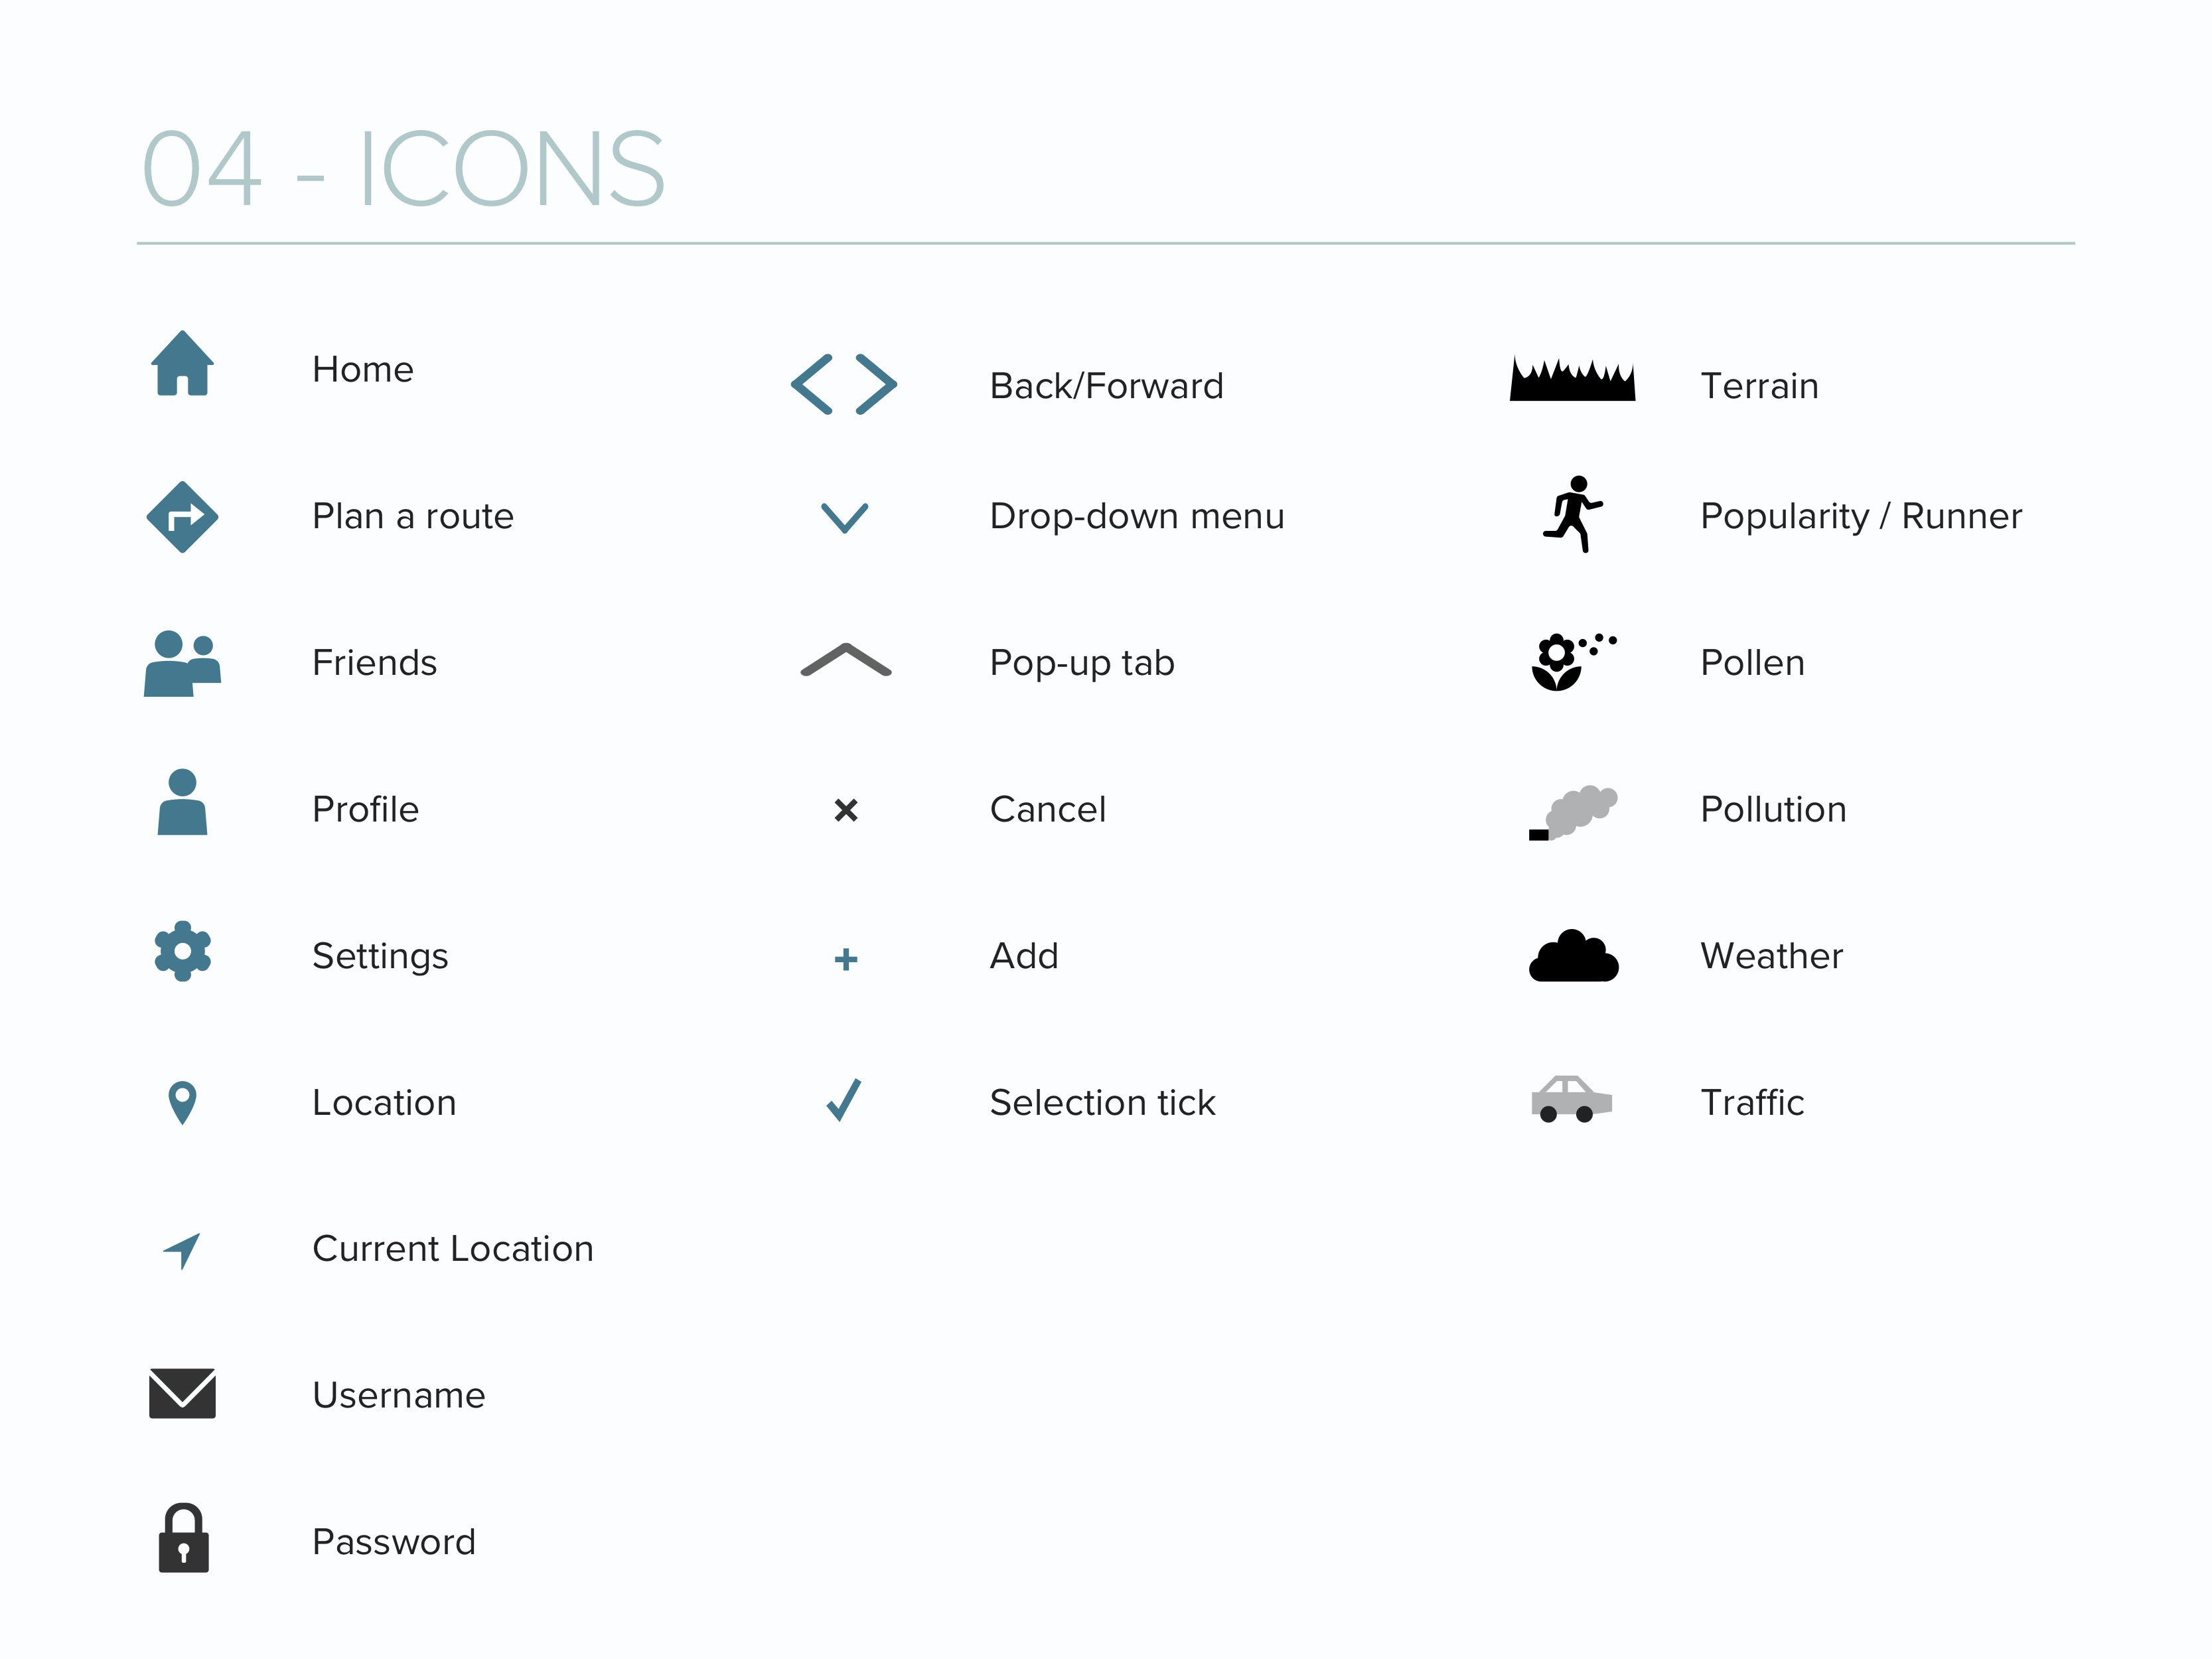 04 - ICONS
Home
Plan a route
Friends
Profile
Settings
Location
Current Location
Username
Password
Back/Forward
Drop-down menu
Pop-up tab
Cancel
Add
Selection tick
Terrain
Popularity / Runner
Pollen
Pollution
Weather
Traffic